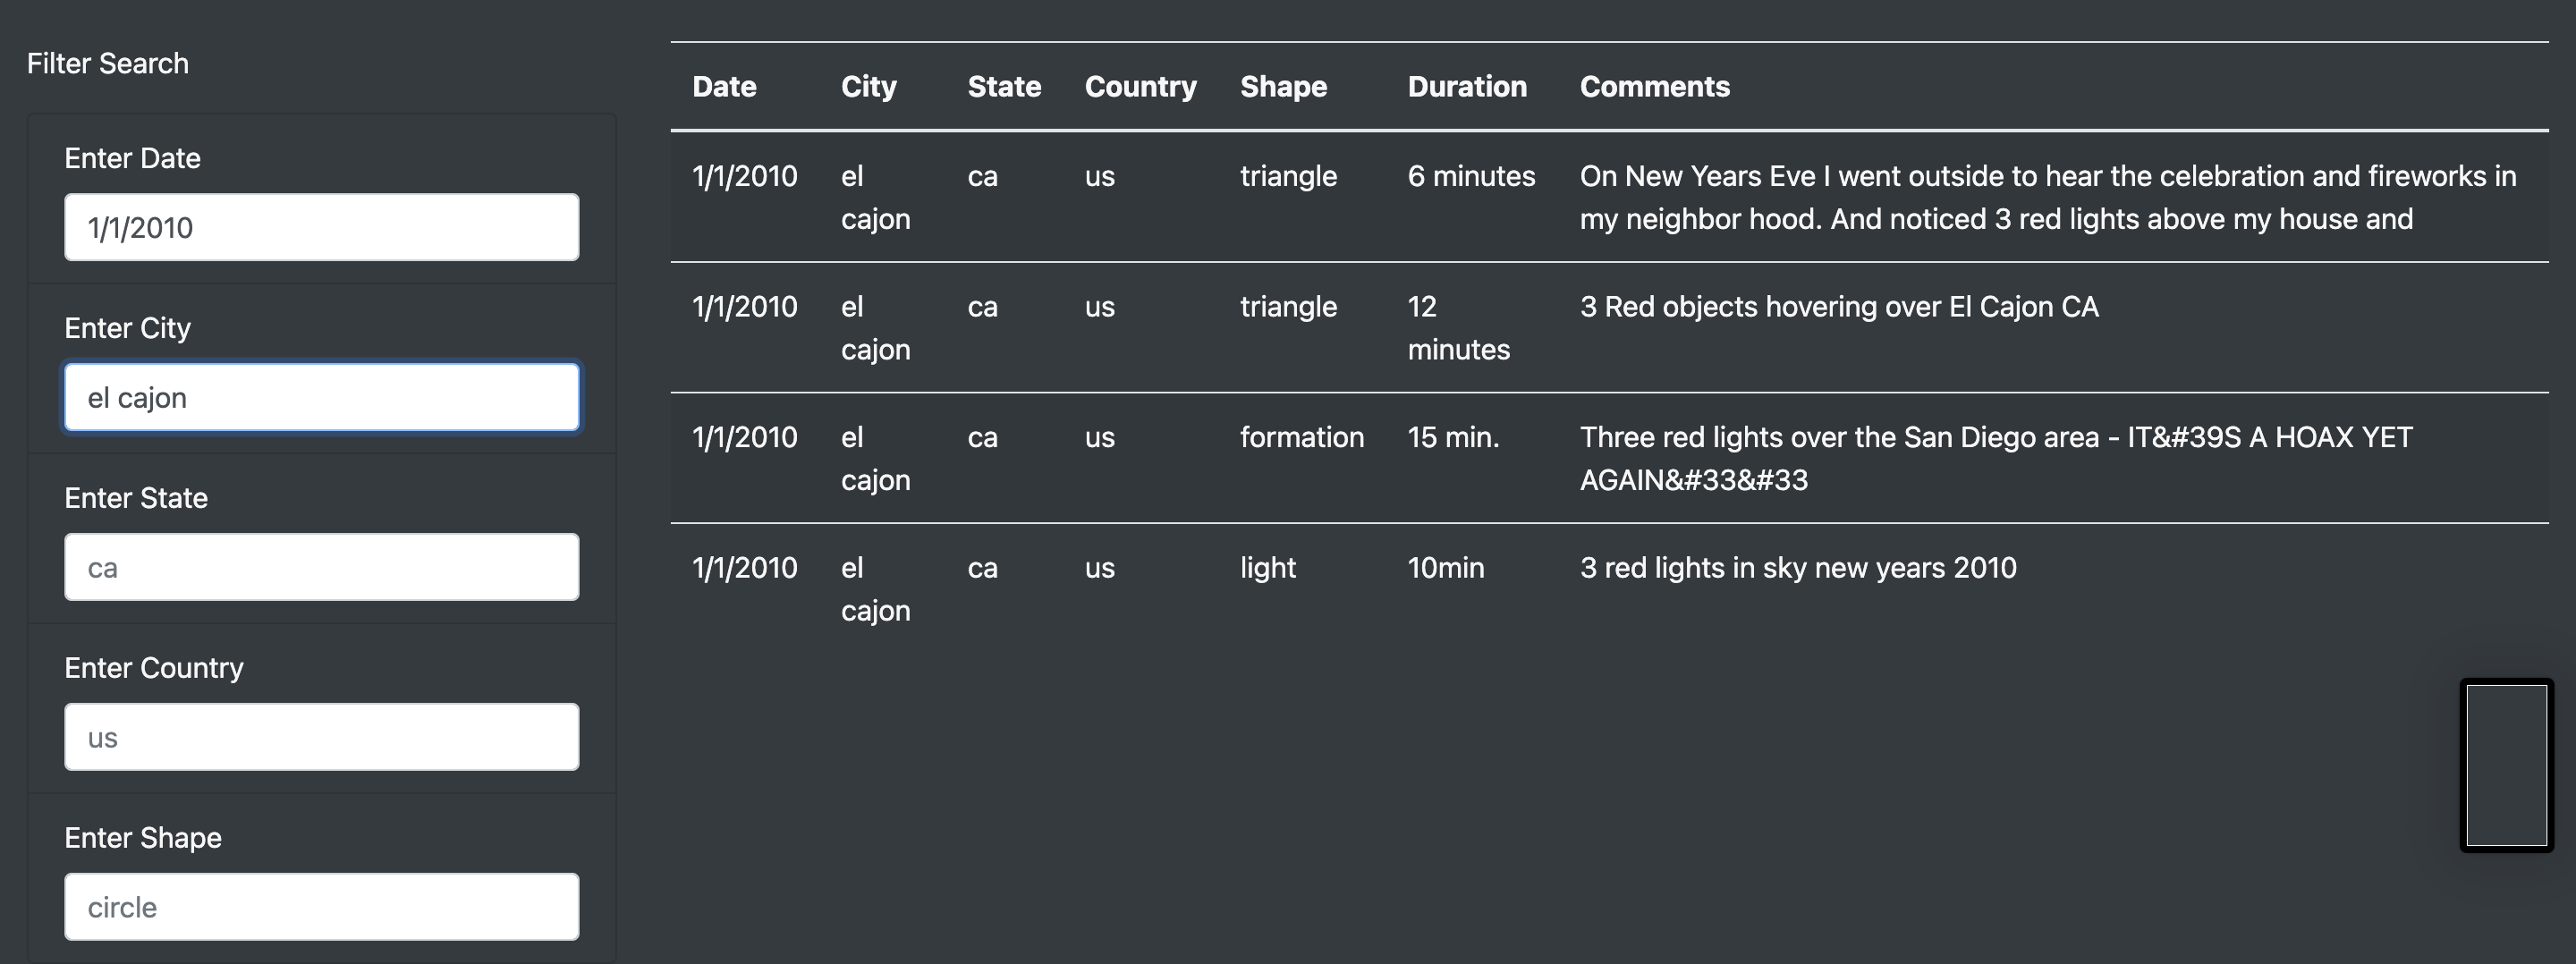 Filter Search
Enter Date
1/1/2010
Enter City
el cajon
Enter State
ca
Enter Country
us
Enter Shape
circle
Date City State Country Shape Duration Comments
1/1/2010 el ca us triangle 6 minutes On New Years Eve I went outside to hear the celebration and fireworks in
cajon my neighbor hood. And noticed 3 red lights above my house and
1/1/2010 el ca us triangle 12 3 Red objects hovering over El Cajon CA
cajon minutes
1/1/2010 el ca us formation 15 min. Three red lights over the San Diego area - IT&#39S A HOAX YET
cajon AGAIN&#33&#33
1/1/2010 el ca us light 10min 3 red lights in sky new years 2010
cajon